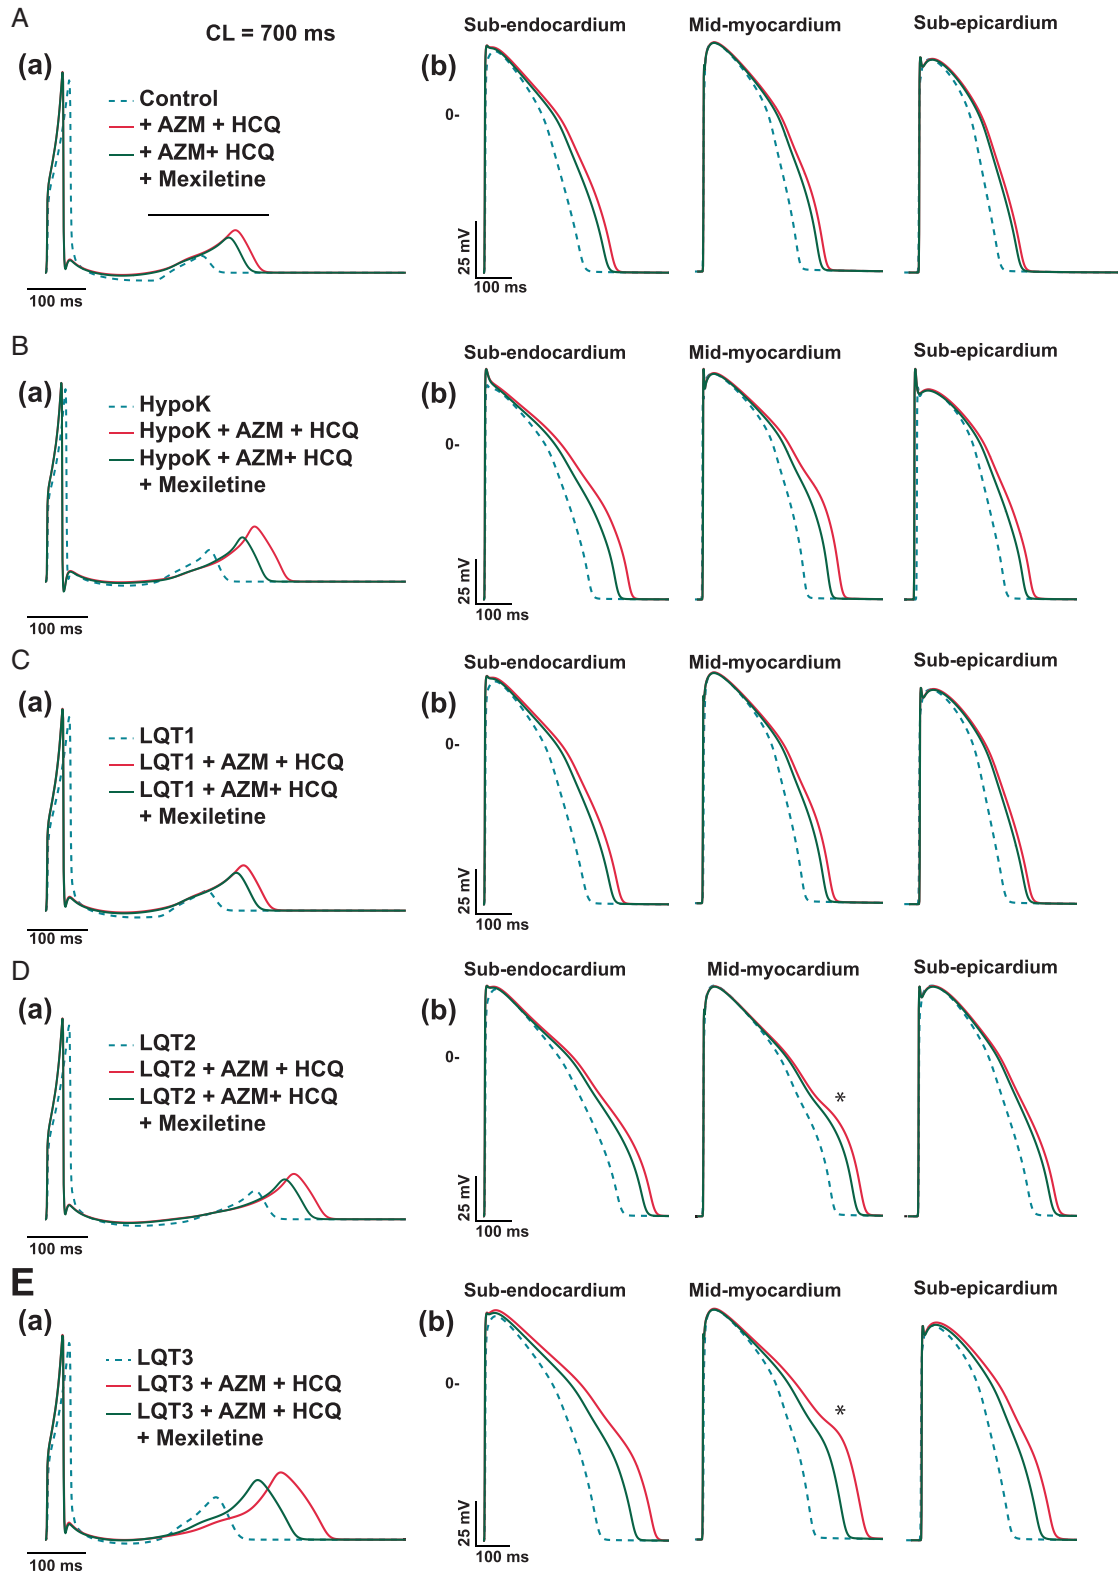 A
CL = 700 ms
Sub-endocardium Mid-myocardium Sub-epicardium
(a)
(b)
Control
+ AZM + HCQ
+ AZM+ HCQ
+ Mexiletine
0-
25 mV
100 ms
100 ms
B
Sub-endocardium Mid-myocardium Sub-epicardium
(a)
(b)
HypoK
HypoK + AZM + HCQ
HypoK + AZM+ HCQ
+ Mexiletine
0-
25 mV
100 ms
100 ms
C
Sub-endocardium Mid-myocardium Sub-epicardium
(a)
(b)
LQT1
LQT1 + AZM + HCQ
LQT1 + AZM+ HCQ
+ Mexiletine
0-
25 mV
100 ms
100 ms
D
Sub-endocardium Mid-myocardium Sub-epicardium
(a)
(b)
LQT2
LQT2 + AZM + HCQ
LQT2 + AZM+ HCQ
+ Mexiletine
0-
*
25 mV
100 ms
100 ms
E
Sub-endocardium Mid-myocardium Sub-epicardium
(a)
(b)
LQT3
LQT3 + AZM + HCQ
LQT3 + AZM + HCQ
+ Mexiletine
0-
*
25 mV
100 ms
100 ms